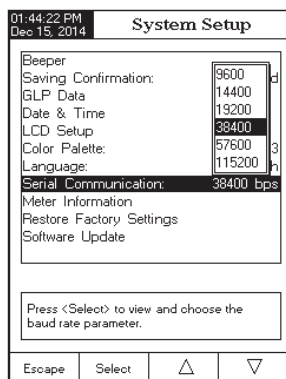 01:44:22 PM
Dec 15, 2014
System Setup
Beeper
Saving Confirmation: d
GLP Data
Date & Time
LCD Setup
Color Palette: 3
Language: h
Serial Communication: 38400 bps
Meter Information
Restore Factory Settings
Software Update
9600
14400
19200
38400
57600
115200
Press <Select> to view and choose the
baud rate parameter.
Escape Select